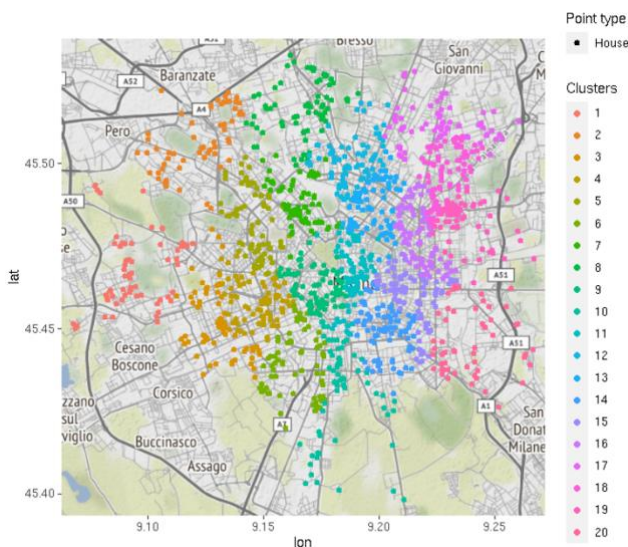 Bresso
San
Giovanni
A52
Baranzate
A4
Pero
A50
Cesano
Boscone
Corsico
Buccinasco
Assago
A7
A51
A51
A1
San
Donat
Milane
zzano
sul
viglio
lat
45.50
45.45
45.40
9.10
9.15
9.20
9.25
lon
Point type
House
Clusters
1
2
3
4
5
6
7
8
9
10
11
12
13
14
15
16
17
18
19
20